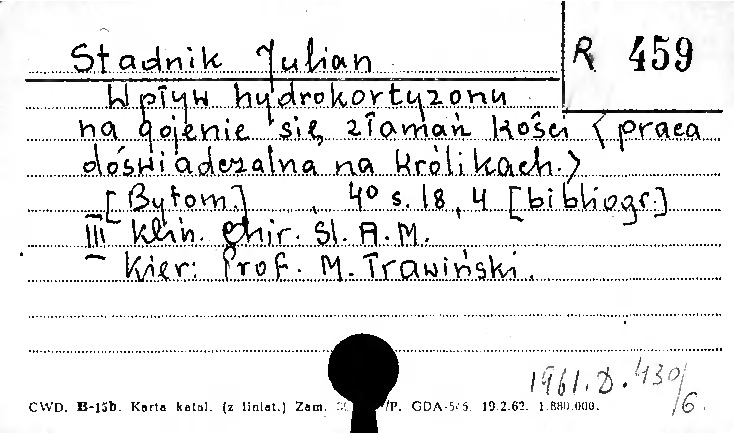 Stadnik Julian
R 459
Wpływ hydrokortyzonu
na gojenie się złamań kości < praca
doświadczalna na królikach. >
[Bytom.] , 4° s. 18, 4 [bibliogr.]
III Klin. Chir. Śl. A. M.
Kier: Prof. M. Trawiński.
1961. D. 430/6.
CWD. B-15b. Karta katal. (z liniat.) Zam. /P. GDA-5 19.2.62. 1.880.000.